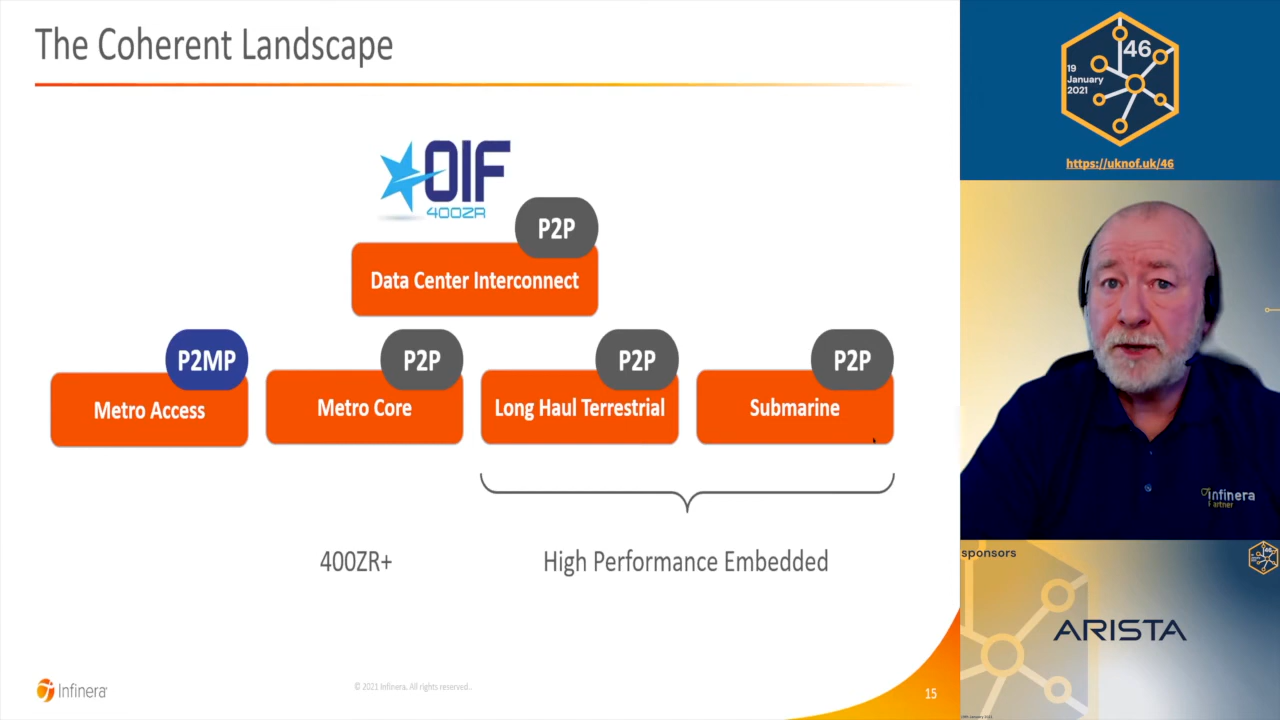 The Coherent Landscape
OIF
400ZR
P2P
Data Center Interconnect
P2MP
P2P
P2P
P2P
Metro Access
Metro Core
Long Haul Terrestrial
Submarine
400ZR+
High Performance Embedded
Infinera
© 2021 Infinera. All rights reserved.
15
46
19
January
2021
https://uknof.uk/46
infinera
artner
sponsors
46
ARISTA